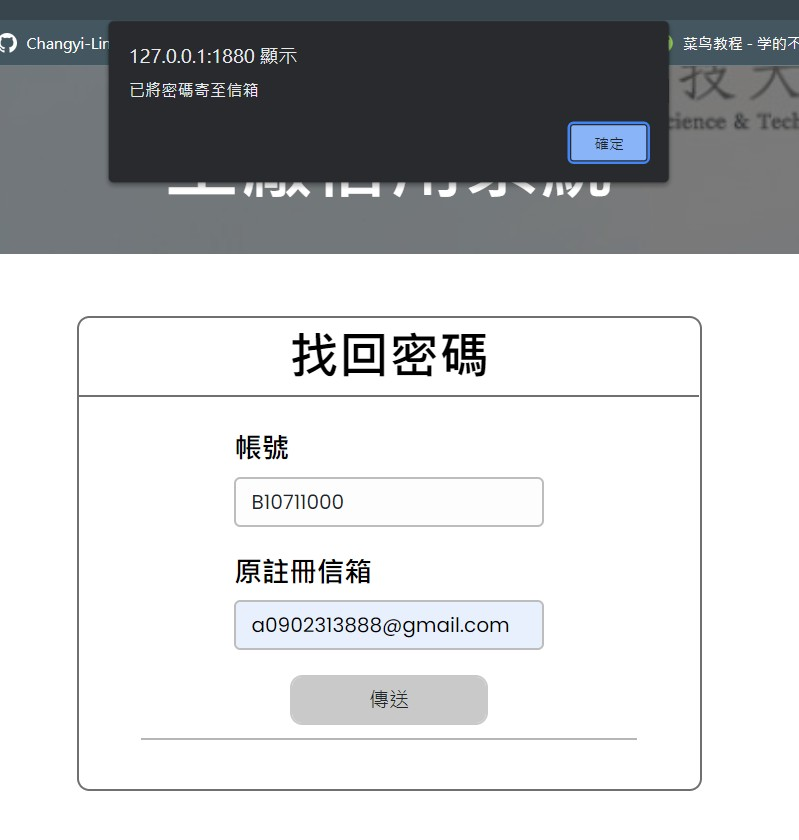 Changyi-Lin
127.0.0.1:1880 顯示
菜鸟教程 - 学的不
已將密碼寄至信箱
技大
cience & Tech
確定
找回密碼
帳號
B10711000
原註冊信箱
a0902313888@gmail.com
傳送